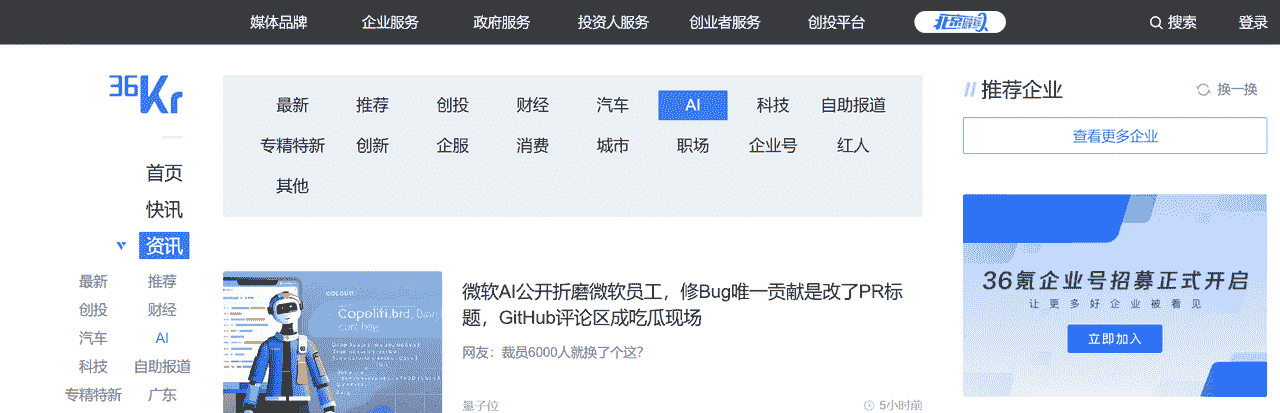 媒体品牌 企业服务 政府服务 投资人服务 创业者服务 创投平台 搜索 登录
36Kr
首页
快讯
资讯
最新 推荐
创投 财经
汽车 AI
科技 自助报道
专精特新 广东
最新 推荐 创投 财经 汽车 AI 科技 自助报道
专精特新 创新 企服 消费 城市 职场 企业号 红人
其他
微软AI公开折磨微软员工，修Bug唯一贡献是改了PR标
题，GitHub评论区成吃瓜现场
网友：裁员6000人就换了个这？
量子位 5小时前
推荐企业 换一换
查看更多企业
36氪企业号招募正式开启
让更多好企业被看见
立即加入